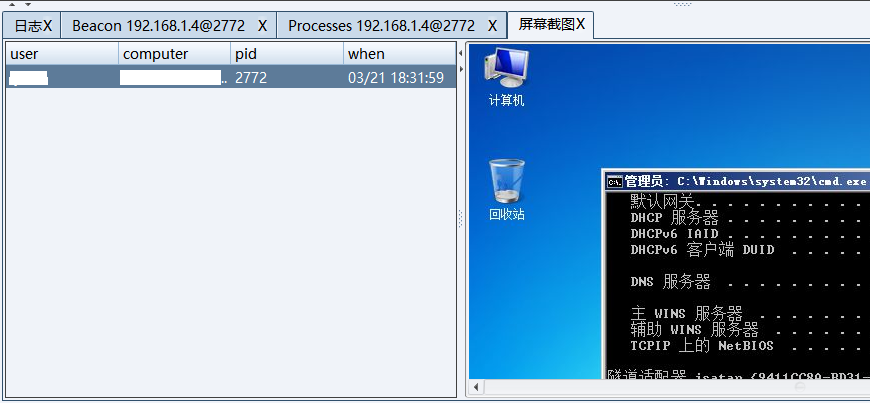 日志X Beacon 192.168.1.4@2772 X Processes 192.168.1.4@2772 X 屏幕截图X
user computer pid when
.. 2772 03/21 18:31:59
计算机
回收站
管理员: C:\Windows\system32\cmd.exe
默认网关. . . . . . . . . . .
DHCP 服务器 . . . . . . . . .
DHCPv6 IAID . . . . . . . . .
DHCPv6 客户端 DUID . . . . .
DNS 服务器 . . . . . . . . .
主 WINS 服务器 . . . . . . .
辅助 WINS 服务器 . . . . . .
TCPIP 上的 NetBIOS . . . . .
隧道适配器 isatap.{9411CC8A-BD31-